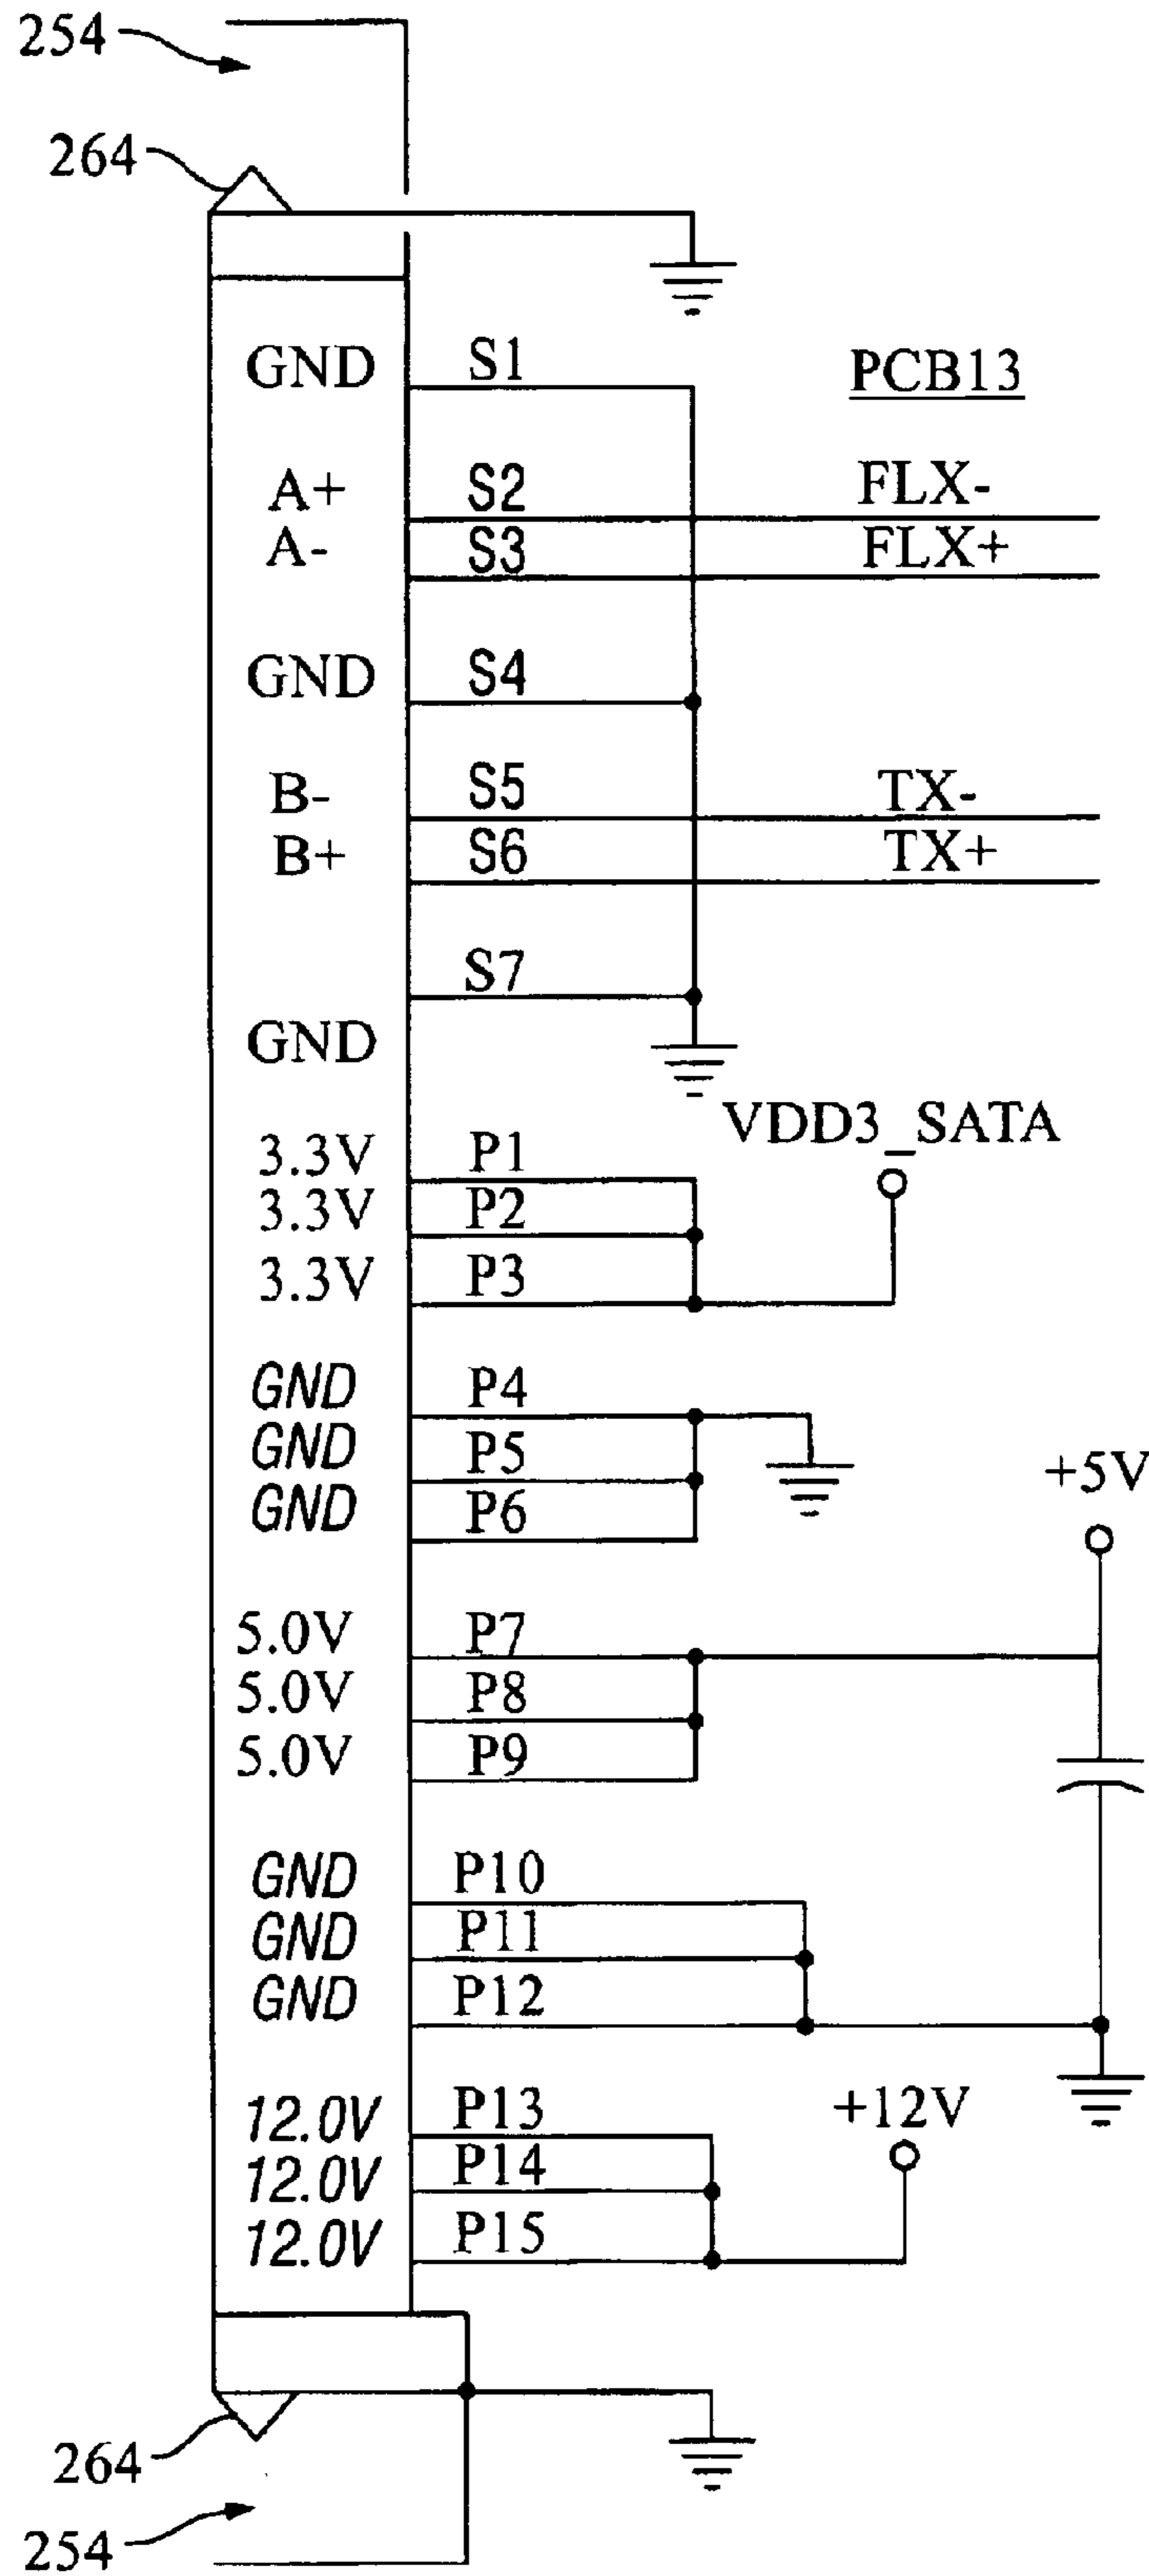 254
264
GND S1 PCB13
A+ S2 FLX-
A- S3 FLX+
GND S4
B- S5 TX-
B+ S6 TX+
S7
GND
VDD3_SATA
3.3V P1
3.3V P2
3.3V P3
GND P4
GND P5
+5V
GND P6
5.0V P7
5.0V P8
5.0V P9
GND P10
GND P11
GND P12
12.0V P13 +12V
12.0V P14
12.0V P15
264
254